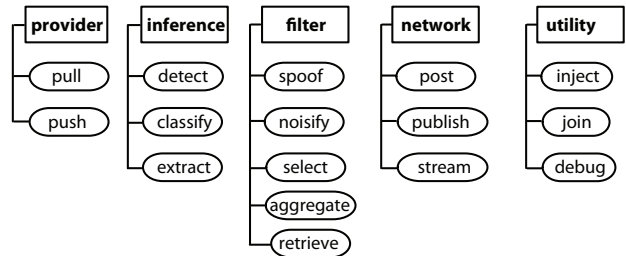 provider
pull
push
inference
detect
classify
extract
filter
spoof
noisify
select
aggregate
retrieve
network
post
publish
stream
utility
inject
join
debug